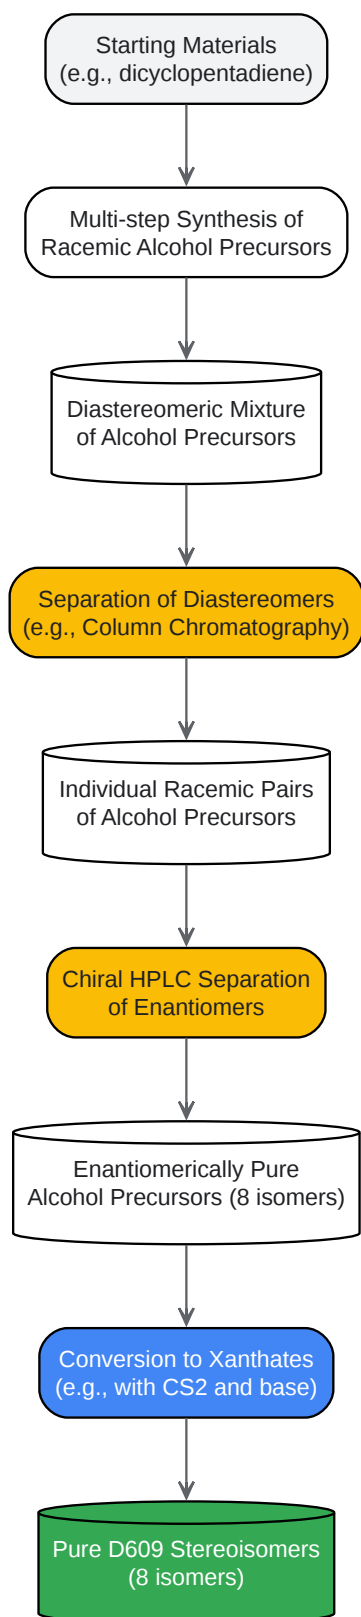 Starting Materials
(e.g., dicyclopentadiene)
Multi-step Synthesis of
Racemic Alcohol Precursors
Diastereomeric Mixture
of Alcohol Precursors
Separation of Diastereomers
(e.g., Column Chromatography)
Individual Racemic Pairs
of Alcohol Precursors
Chiral HPLC Separation
of Enantiomers
Enantiomerically Pure
Alcohol Precursors (8 isomers)
Conversion to Xanthates
(e.g., with CS2 and base)
Pure D609 Stereoisomers
(8 isomers)